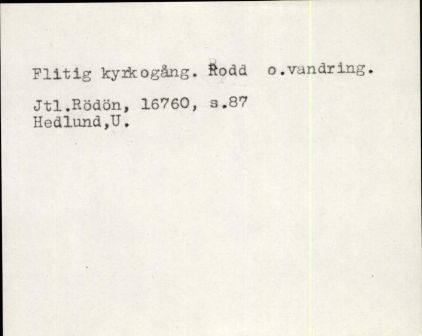 Flitig kyrkogång. Rodd o.vandring.
Jtl.Rödön, 16760, s.87
Hedlund,U.